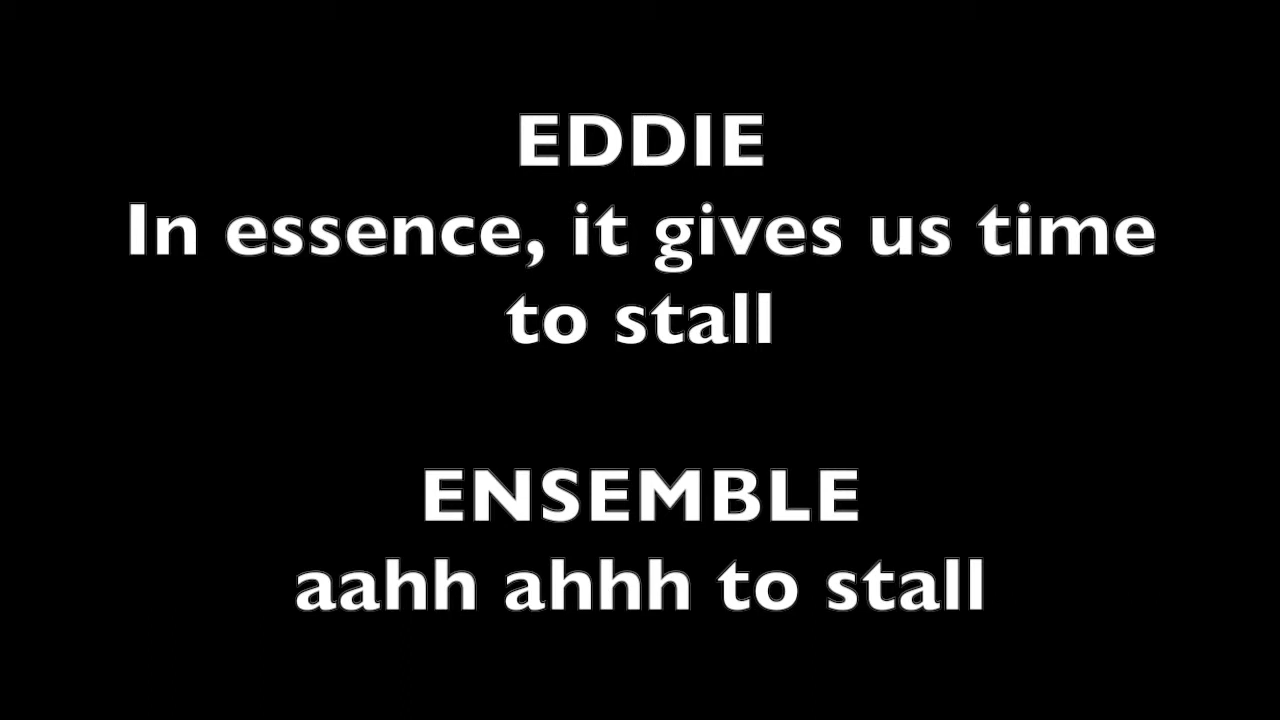 EDDIE
In essence, it gives us time
to stall
ENSEMBLE
aahh ahhh to stall